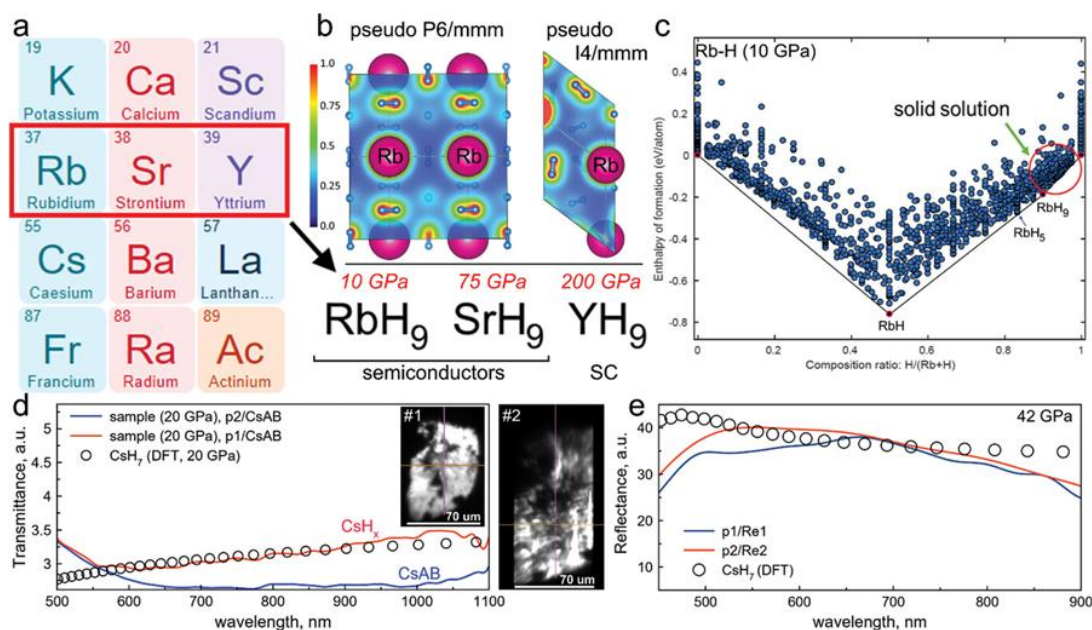 a
19 20 21
K Ca Sc
Potassium Calcium Scandium
37 38 39
Rb Sr Y
Rubidium Strontium Yttrium
55 56 57
Cs Ba La
Caesium Barium Lanthan...
87 88 89
Fr Ra Ac
Francium Radium Actinium
b
pseudo P6/mmm
pseudo
I4/mmm
1.0
0.8
0.5
0.3
0.0
Rb Rb Rb
10 GPa 75 GPa 200 GPa
RbH9 SrH9 YH9
semiconductors SC
c
Rb-H (10 GPa)
solid solution
Enthalpy of formation (eV/atom)
0.4
0.2
0
-0.2
-0.4
-0.6
-0.8
RbH9
RbH5
RbH
0.0 0.2 0.4 0.6 0.8 1.0
Composition ratio: H/(Rb+H)
d
Transmittance, a.u.
5
4.5
4
3.5
3
sample (20 GPa), p2/CsAB
sample (20 GPa), p1/CsAB
CsH7 (DFT, 20 GPa)
#1
70 um
#2
70 um
CsHx
CsAB
500 600 700 800 900 1000 1100
wavelength, nm
e
42 GPa
Reflectance, a.u.
40
30
20
10
p1/Re1
p2/Re2
CsH7 (DFT)
500 600 700 800 900
wavelength, nm